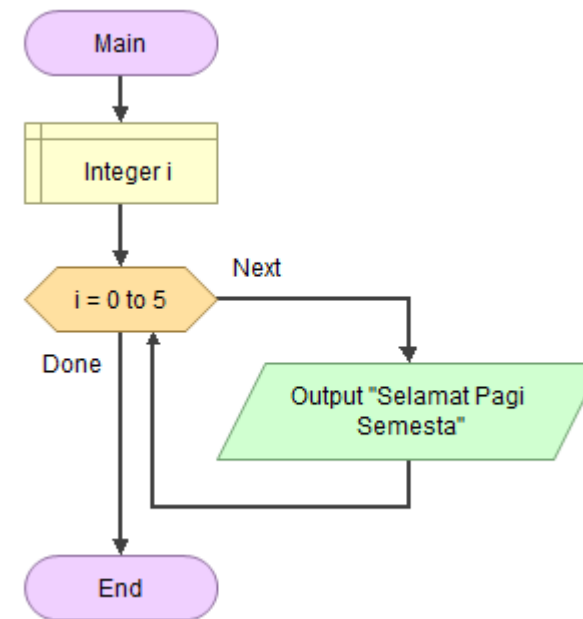 Main
Integer i
i = 0 to 5
Next
Done
Output "Selamat Pagi
Semesta"
End